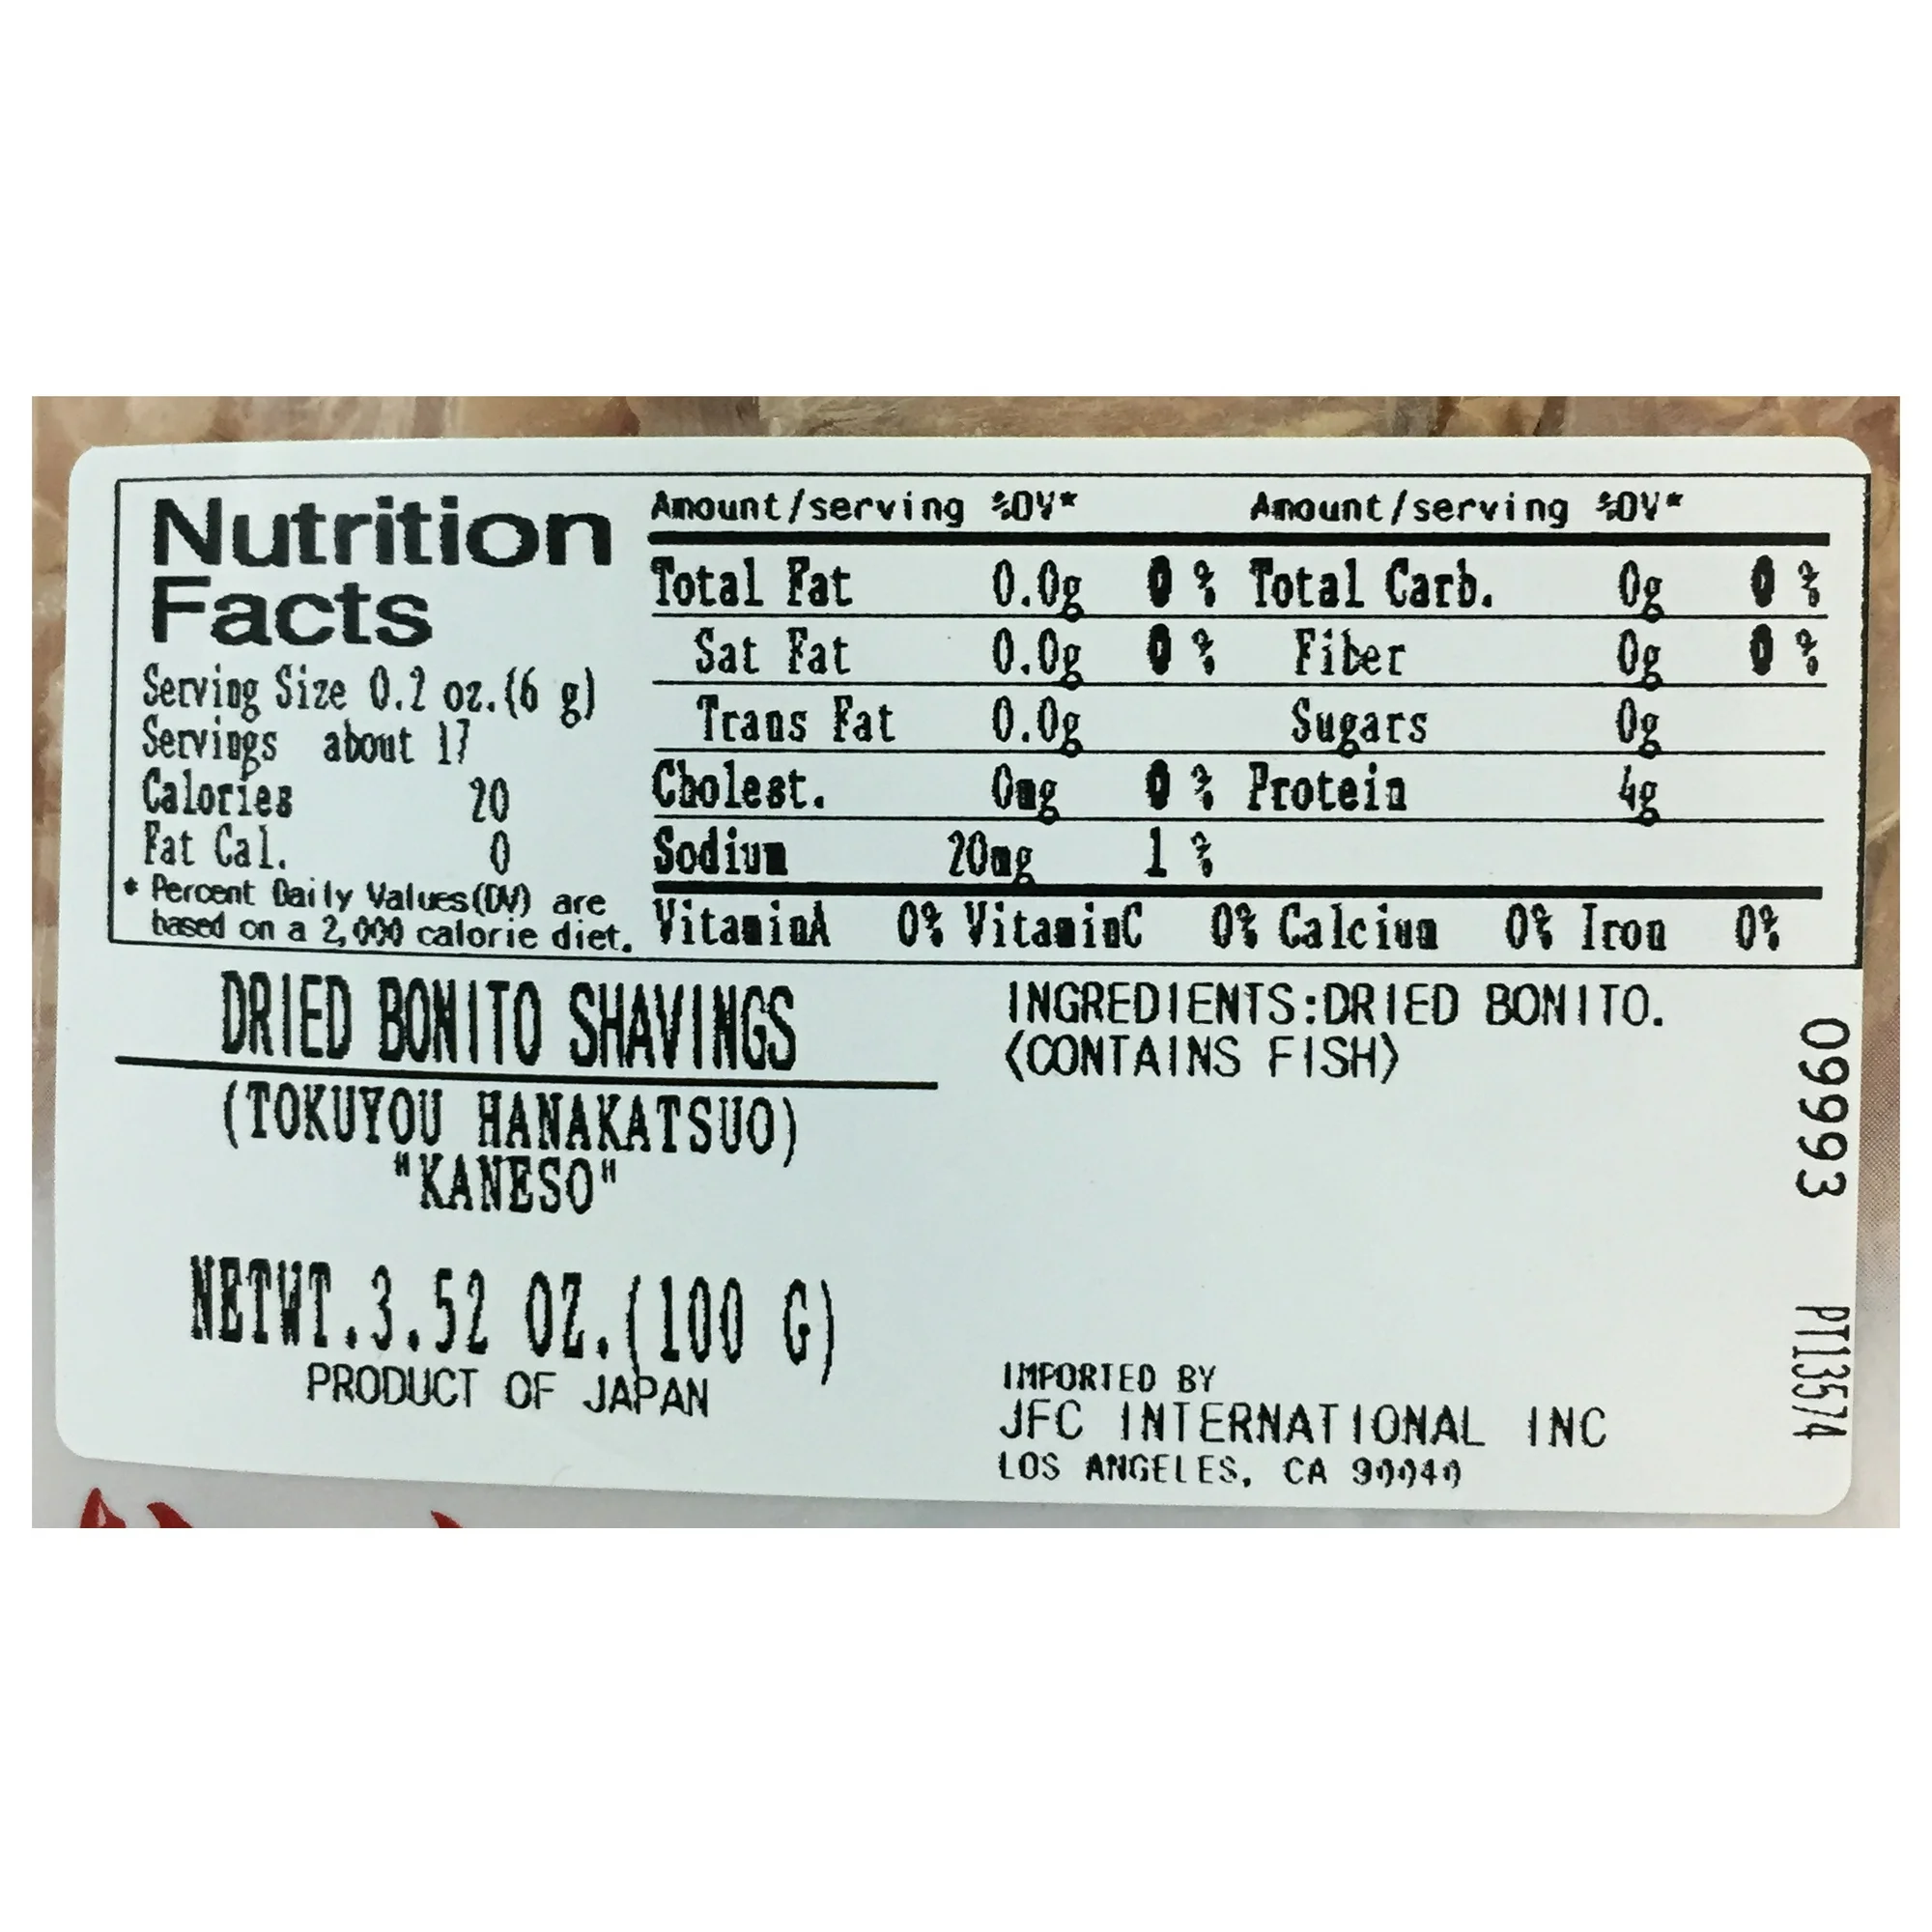 Nutrition
Facts
Serving Size 0.2 oz.(6 g)
Servings about 17
Calories 20
Fat Cal. 0
* Percent Daily Values(DV) are
based on a 2,000 calorie diet.
Amount/serving %DV* Amount/serving %DV*
Total Fat 0.0g 0 % Total Carb. 0g 0 %
Sat Fat 0.0g 0 % Fiber 0g 0 %
Trans Fat 0.0g Sugars 0g
Cholest. 0mg 0 % Protein 4g
Sodium 20mg 1 %
VitaminA 0% VitaminC 0% Calcium 0% Iron 0%
DRIED BONITO SHAVINGS
(TOKUYOU HANAKATSUO)
"KANESO"
NETWT.3.52 OZ.(100 G)
PRODUCT OF JAPAN
INGREDIENTS:DRIED BONITO.
<CONTAINS FISH>
IMPORTED BY
JFC INTERNATIONAL INC
LOS ANGELES, CA 90040
09993
PT13574